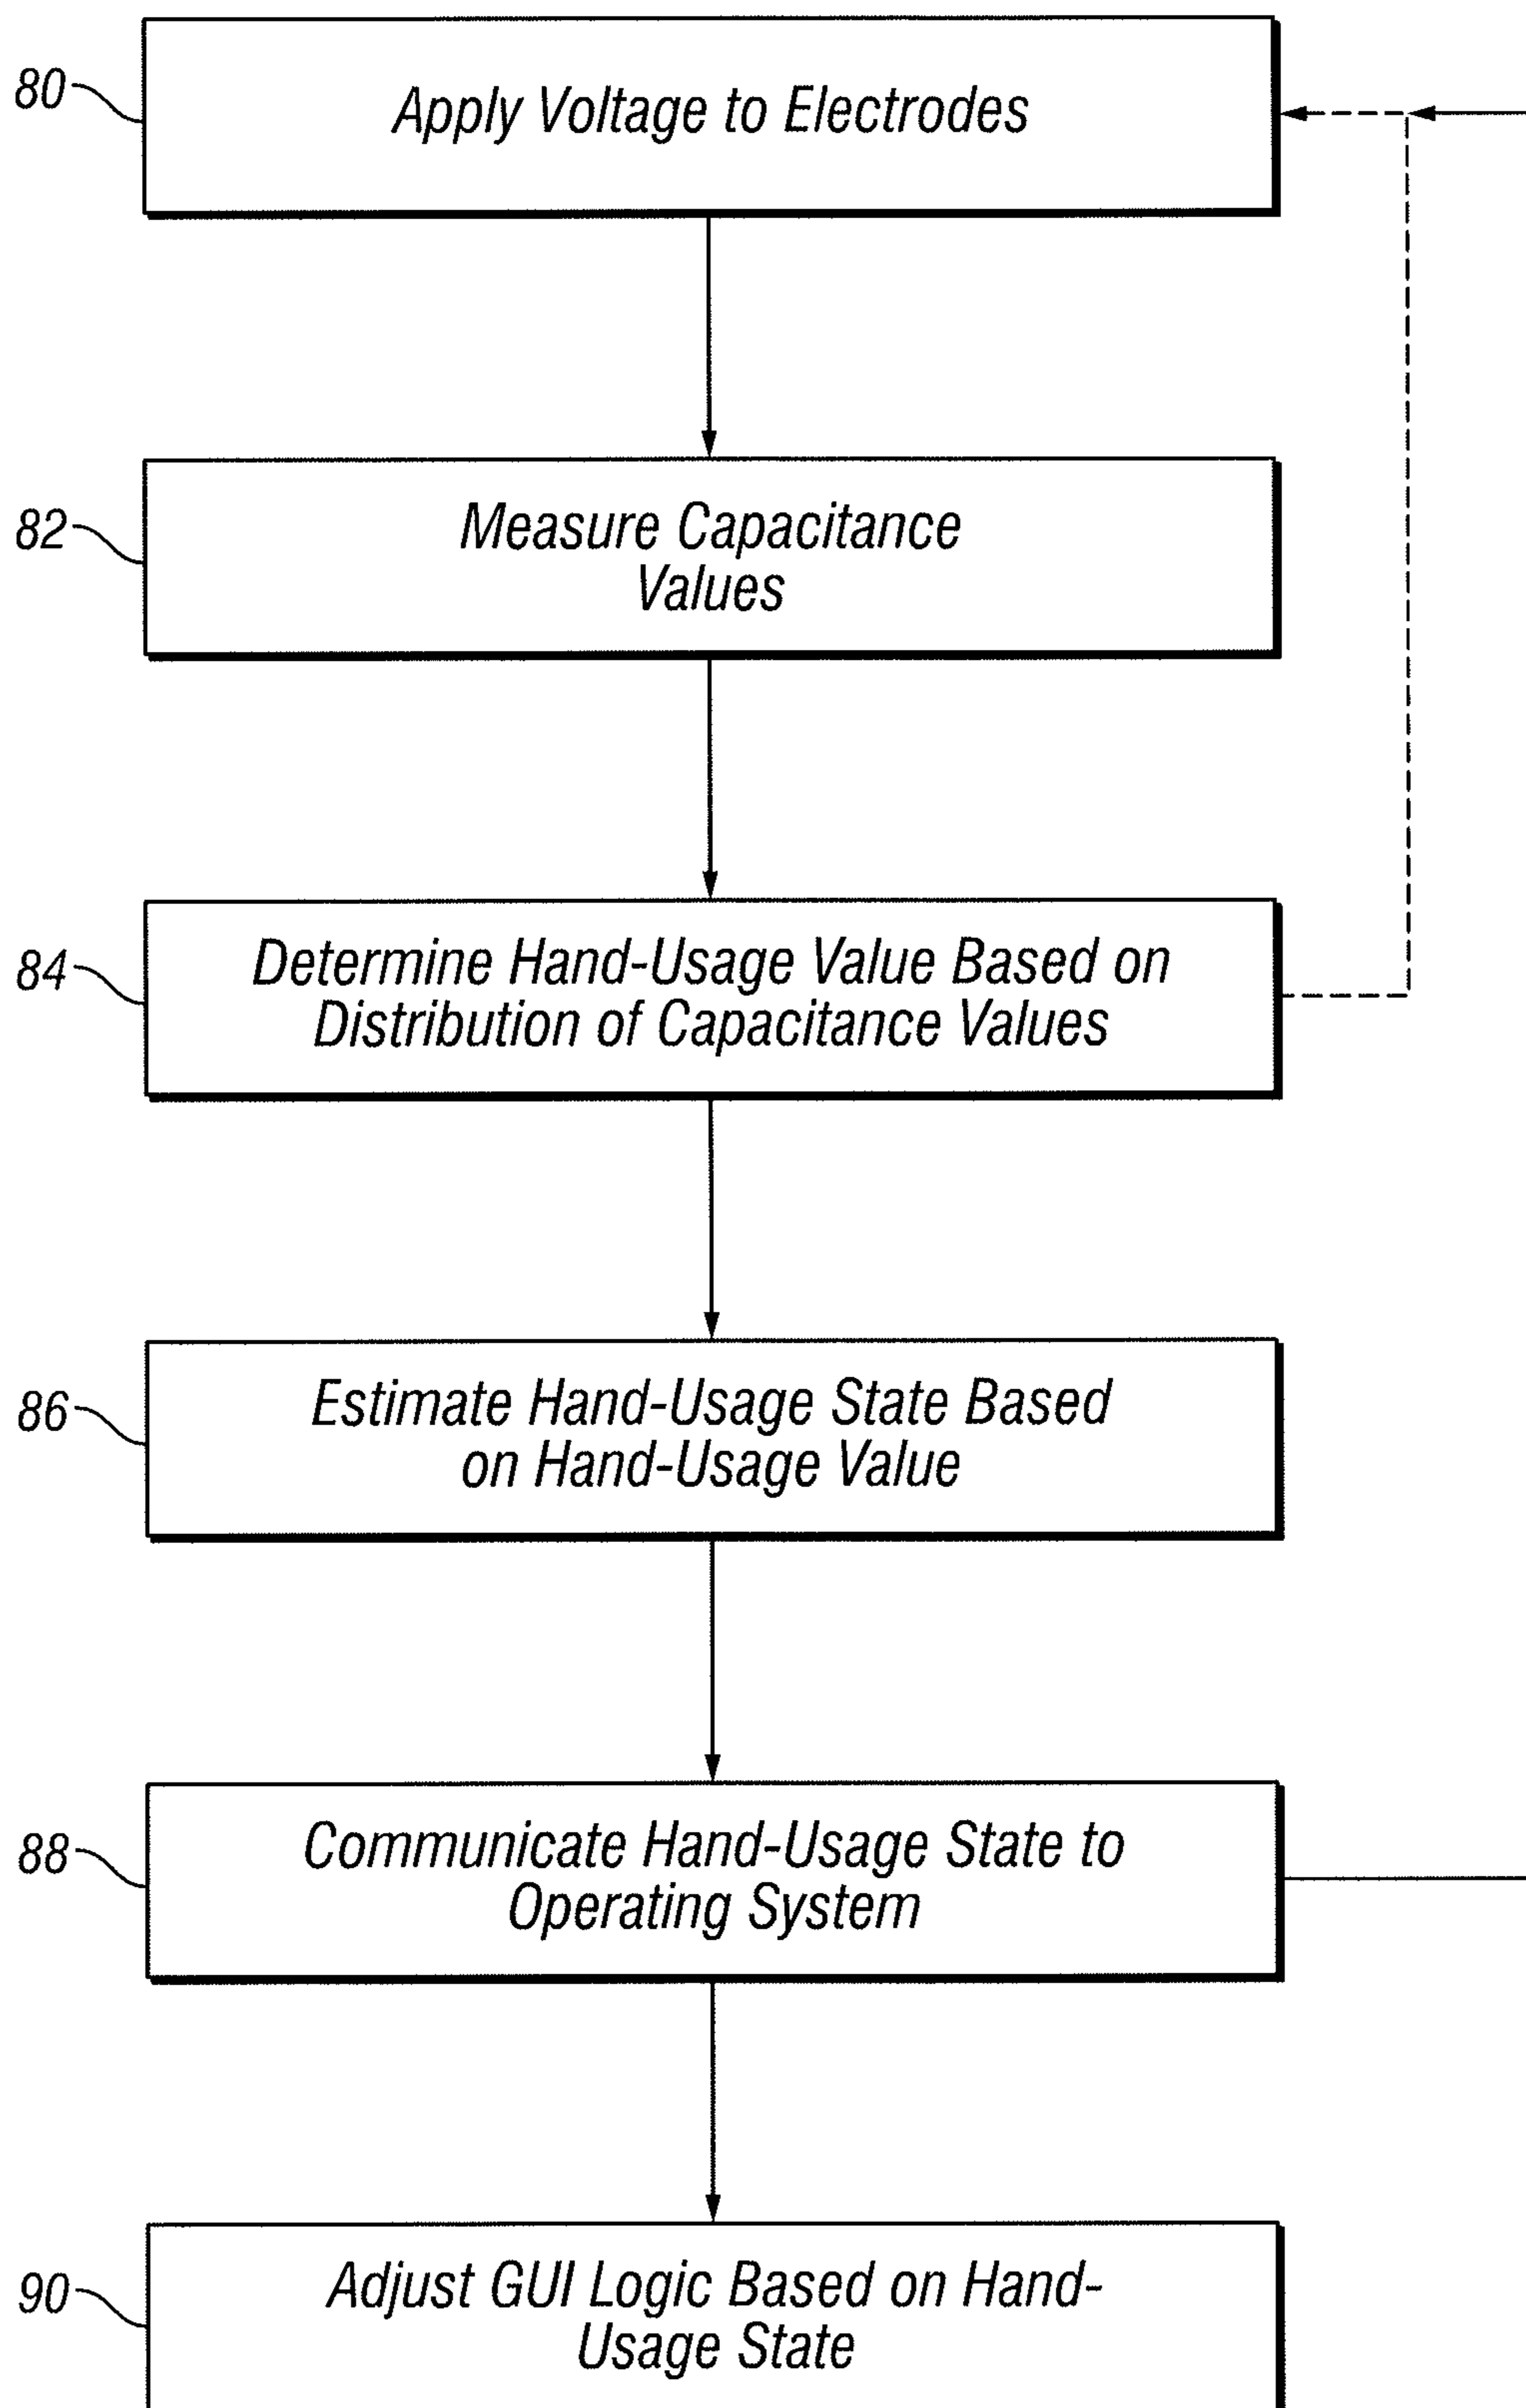 80
Apply Voltage to Electrodes
82
Measure Capacitance
Values
84
Determine Hand-Usage Value Based on
Distribution of Capacitance Values
86
Estimate Hand-Usage State Based
on Hand-Usage Value
88
Communicate Hand-Usage State to
Operating System
90
Adjust GUI Logic Based on Hand-
Usage State